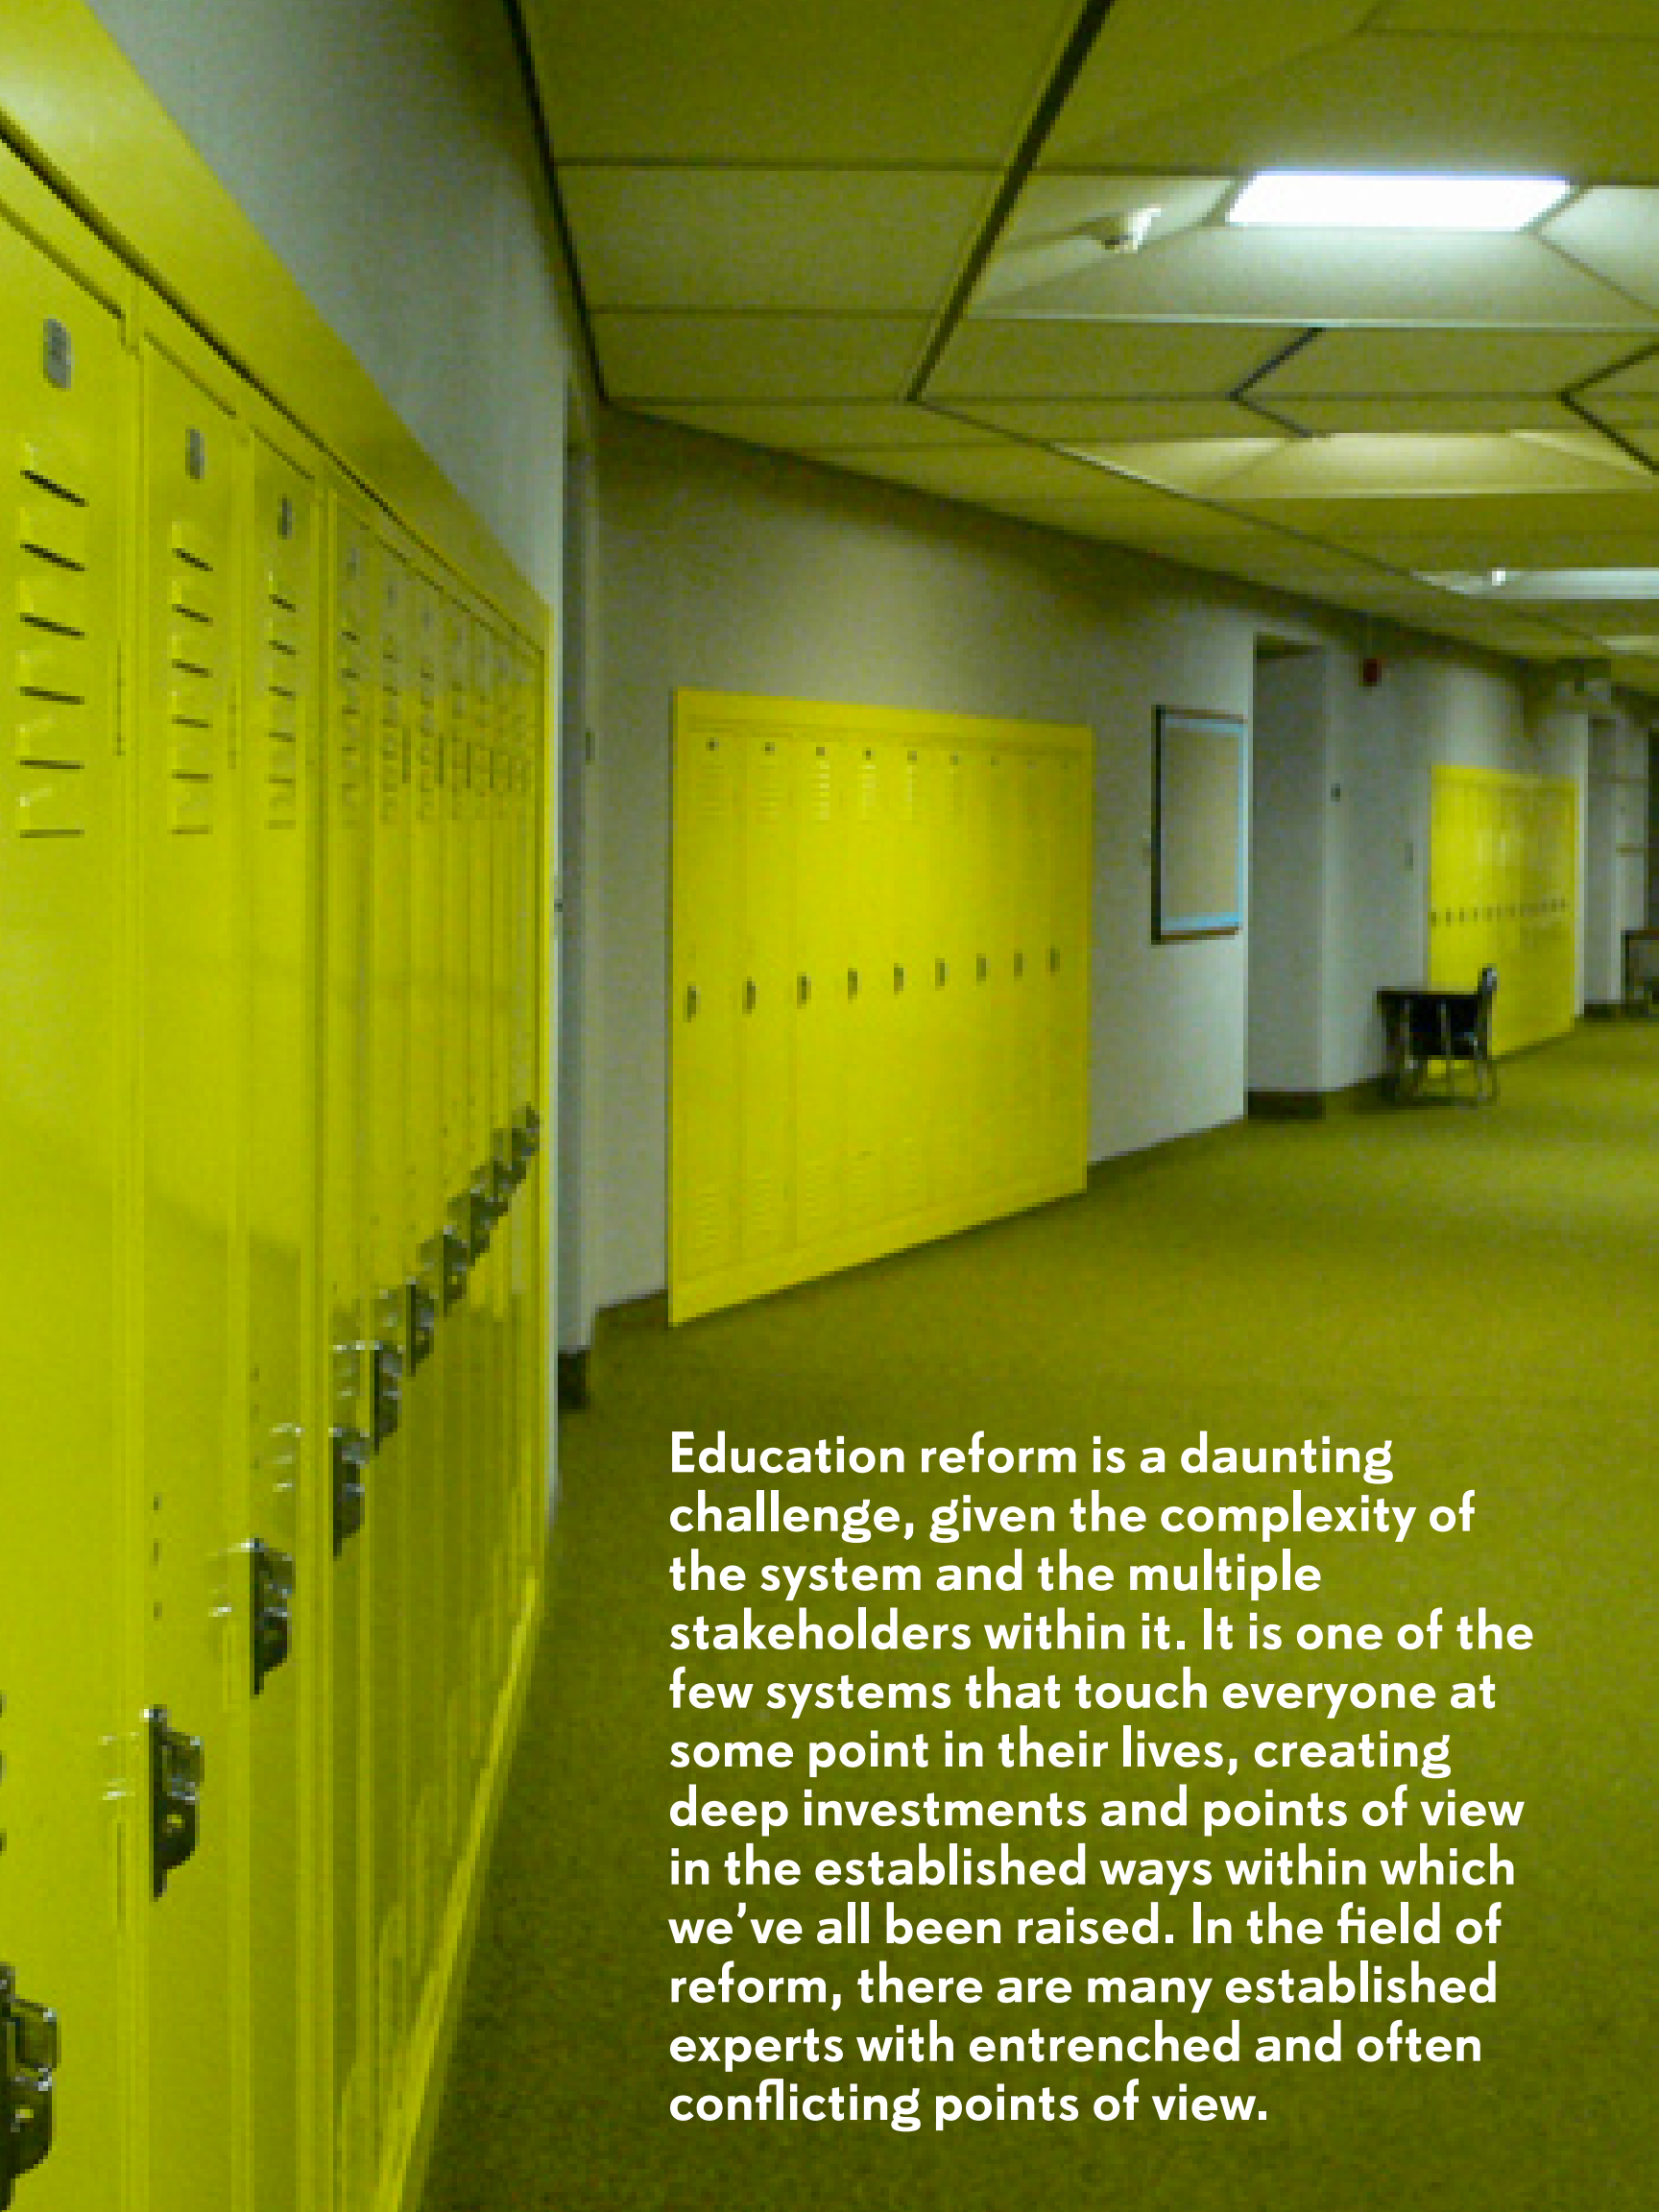 Education reform is a daunting
challenge, given the complexity of
the system and the multiple
stakeholders within it. It is one of the
few systems that touch everyone at
some point in their lives, creating
deep investments and points of view
in the established ways within which
we’ve all been raised. In the field of
reform, there are many established
experts with entrenched and often
conflicting points of view.